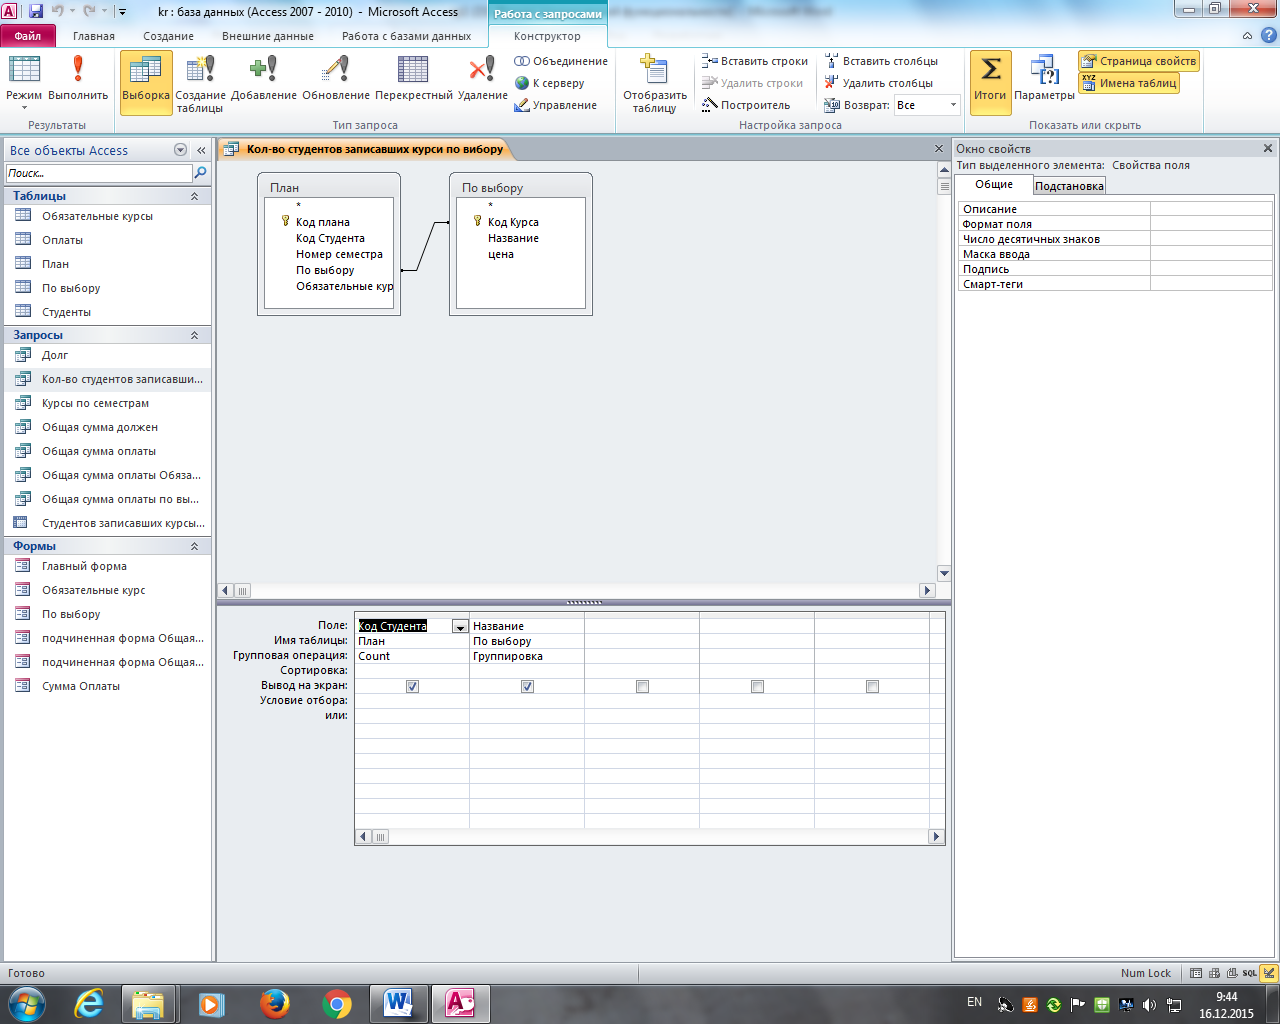 kr : база данных (Access 2007 - 2010) - Microsoft Access
Работа с запросами
Файл
Главная
Создание
Внешние данные
Работа с базами данных
Конструктор
Режим
Выполнить
Выборка
Создание таблицы
Добавление
Обновление
Перекрестный
Удаление
Объединение
К серверу
Управление
Отобразить таблицу
Вставить строки
Удалить строки
Построитель
Вставить столбцы
Удалить столбцы
Возврат: Все
Итоги
Параметры
Страница свойств
Имена таблиц
Результаты
Тип запроса
Настройка запроса
Показать или скрыть
Все объекты Access
Поиск...
Таблицы
Обязательные курсы
Оплаты
План
По выбору
Студенты
Запросы
Долг
Кол-во студентов записавши...
Курсы по семестрам
Общая сумма должен
Общая сумма оплаты
Общая сумма оплаты Обяза...
Общая сумма оплаты по вы...
Студентов записавших курсы...
Формы
Главный форма
Обязательные курс
По выбору
подчиненная форма Общая...
подчиненная форма Общая...
Сумма Оплаты
Кол-во студентов записавших курси по вибору
План
*
Код плана
Код Студента
Номер семестра
По выбору
Обязательные кур
По выбору
*
Код Курса
Название
цена
Поле: Код Студента Название
Имя таблицы: План По выбору
Групповая операция: Count Группировка
Сортировка:
Вывод на экран:
Условие отбора:
или:
Окно свойств
Тип выделенного элемента: Свойства поля
Общие
Подстановка
Описание
Формат поля
Число десятичных знаков
Маска ввода
Подпись
Смарт-теги
Готово
Num Lock
SQL
EN
9:44
16.12.2015